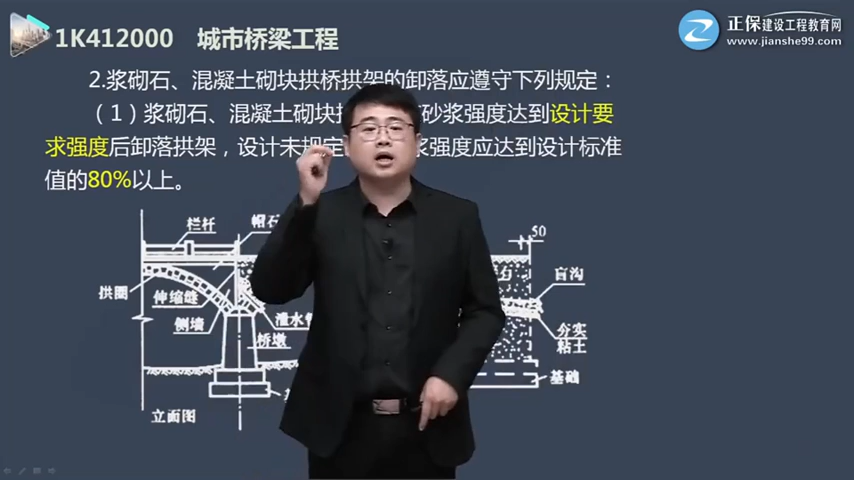 1K412000 城市桥梁工程
正保建设工程教育网
www.jianshe99.com
2.浆砌石、混凝土砌块拱桥拱架的卸落应遵守下列规定：
（1）浆砌石、混凝土砌块 砂浆强度达到设计要
求强度后卸落拱架，设计未规定 浆强度应达到设计标准
值的80%以上。
栏杆
帽石
50
拱圈
伸缩缝
盲沟
侧墙
泄水
桥墩
夯实
粘土
基础
立面图